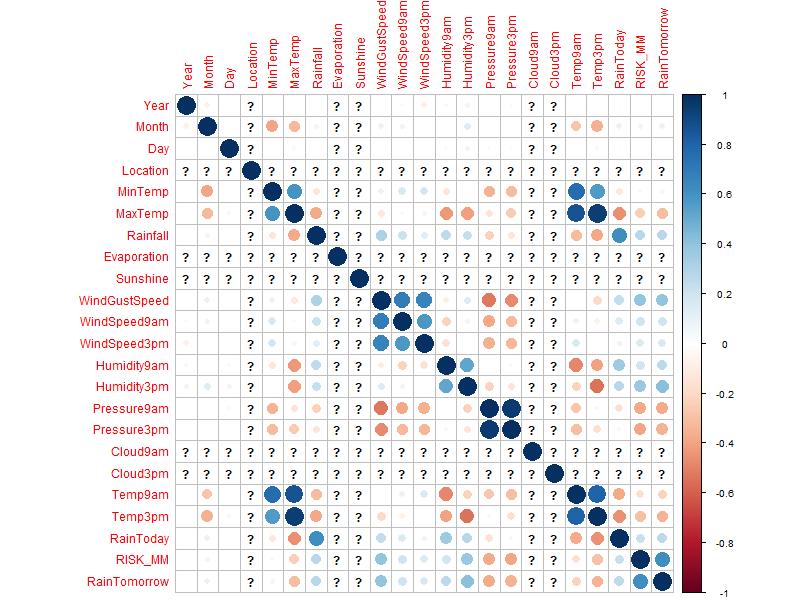 Year Month Day Location MinTemp MaxTemp Rainfall Evaporation Sunshine WindGustSpeed WindSpeed9am WindSpeed3pm Humidity9am Humidity3pm Pressure9am Pressure3pm Cloud9am Cloud3pm Temp9am Temp3pm RainToday RISK_MM RainTomorrow
Year ? ? ? ? ?
Month ? ? ? ? ?
Day ? ? ? ? ?
Location ? ? ? ? ? ? ? ? ? ? ? ? ? ? ? ? ? ? ? ? ? ?
MinTemp ? ? ? ? ?
MaxTemp ? ? ? ? ?
Rainfall ? ? ? ? ?
Evaporation ? ? ? ? ? ? ? ? ? ? ? ? ? ? ? ? ? ? ? ? ? ?
Sunshine ? ? ? ? ? ? ? ? ? ? ? ? ? ? ? ? ? ? ? ? ? ?
WindGustSpeed ? ? ? ? ?
WindSpeed9am ? ? ? ? ?
WindSpeed3pm ? ? ? ? ?
Humidity9am ? ? ? ? ?
Humidity3pm ? ? ? ? ?
Pressure9am ? ? ? ? ?
Pressure3pm ? ? ? ? ?
Cloud9am ? ? ? ? ? ? ? ? ? ? ? ? ? ? ? ? ? ? ? ? ? ?
Cloud3pm ? ? ? ? ? ? ? ? ? ? ? ? ? ? ? ? ? ? ? ? ? ?
Temp9am ? ? ? ? ?
Temp3pm ? ? ? ? ?
RainToday ? ? ? ? ?
RISK_MM ? ? ? ? ?
RainTomorrow ? ? ? ? ?
1
0.8
0.6
0.4
0.2
0
-0.2
-0.4
-0.6
-0.8
-1